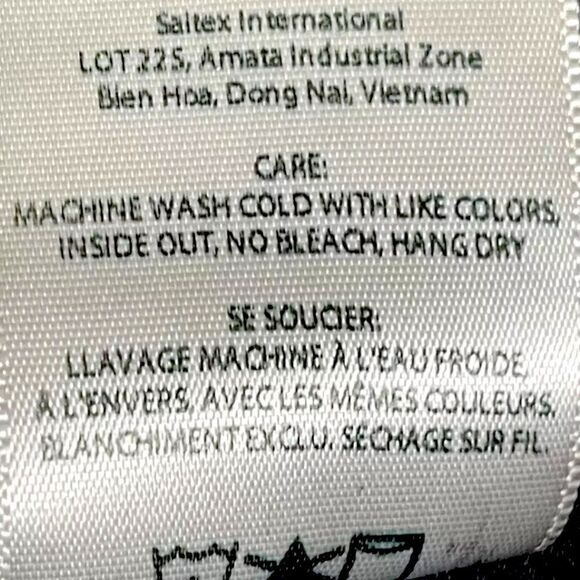 Saitex International
LOT 225, Amata Industrial Zone
Bien Hoa, Dong Nai, Vietnam
CARE:
MACHINE WASH COLD WITH LIKE COLORS,
INSIDE OUT, NO BLEACH, HANG DRY
SE SOUCIER:
LLAVAGE MACHINE À L'EAU FROIDE,
A L'ENVERS, AVEC LES MÊMES COULEURS.
BLANCHIMENT EXCLU. SECHAGE SUR FIL.